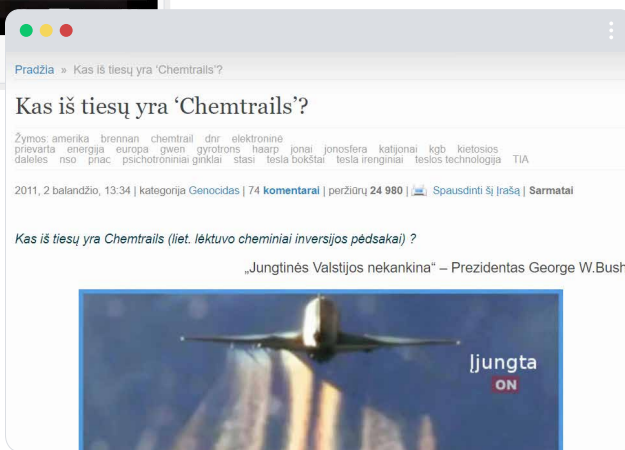 Pradžia » Kas iš tiesų yra ‘Chemtrails’?
Kas iš tiesų yra ‘Chemtrails’?
Žymos: amerika brennan chemtrail dnr elektroninė
prievarta energija europa gwen gyrotrons haarp jonai jonosfera katijonai kgb kietosios
daleles nso pnac psichotroniniai ginklai stasi tesla bokštai tesla irenginiai teslos technologija TIA
2011, 2 balandžio, 13:34 | kategorija Genocidas | 74 komentarai | peržiūrų 24 980 | Spausdinti šį Įrašą | Sarmatai
Kas iš tiesų yra Chemtrails (liet. lėktuvo cheminiai inversijos pėdsakai) ?
„Jungtinės Valstijos nekankina“ – Prezidentas George W.Bush
Įjungta
ON